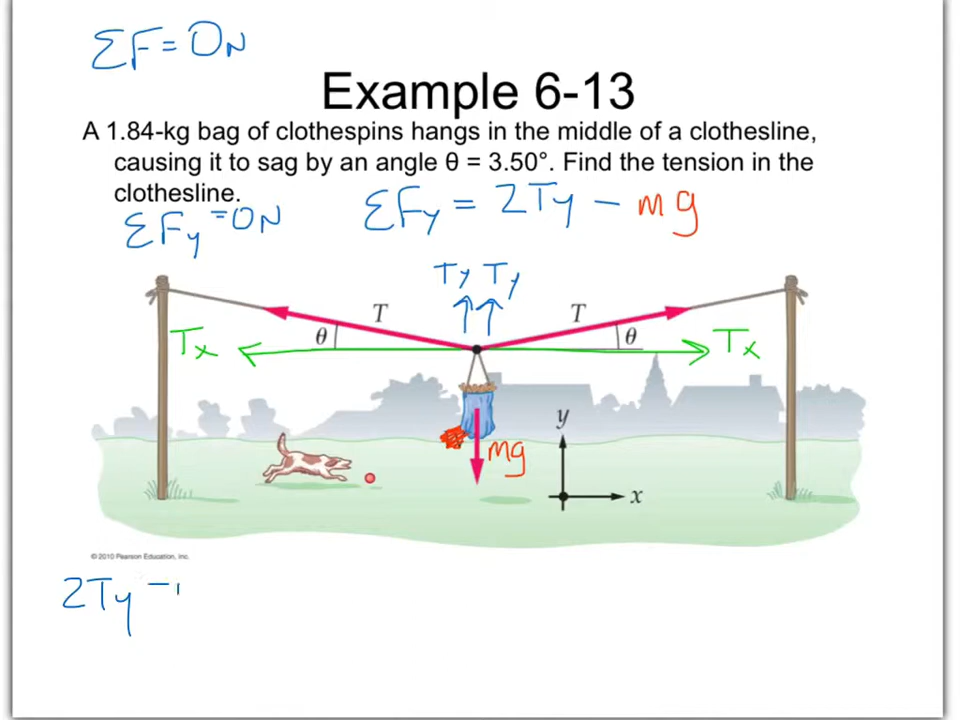 ΣF = 0N
Example 6-13
A 1.84-kg bag of clothespins hangs in the middle of a clothesline,
causing it to sag by an angle θ = 3.50°. Find the tension in the
clothesline.
ΣFy = 0N
ΣFy = 2Ty - mg
Ty Ty
T T
θ θ
Tx Tx
mg
y
x
© 2010 Pearson Education, Inc.
2Ty -